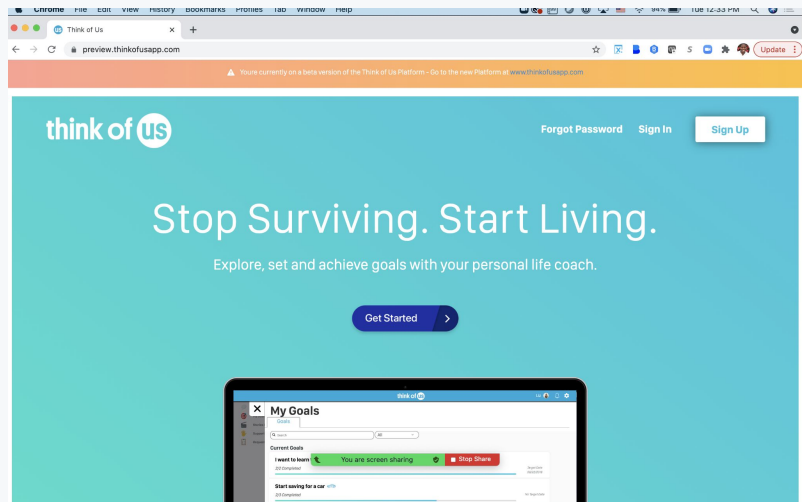 Chrome File Edit View History Bookmarks Profiles Tab Window Help 94% Tue 12:33 PM
Think of Us
preview.thinkofusapp.com
Update
Youre currently on a beta version of the Think of Us Platform - Go to the new Platform at www.thinkofusapp.com
think of us
Forgot Password Sign In Sign Up
Stop Surviving. Start Living.
Explore, set and achieve goals with your personal life coach.
Get Started
think of us
My Goals
Goals
Search All
Current Goals
I want to learn
You are screen sharing Stop Share
2/2 Completed
Start saving for a car
2/3 Completed